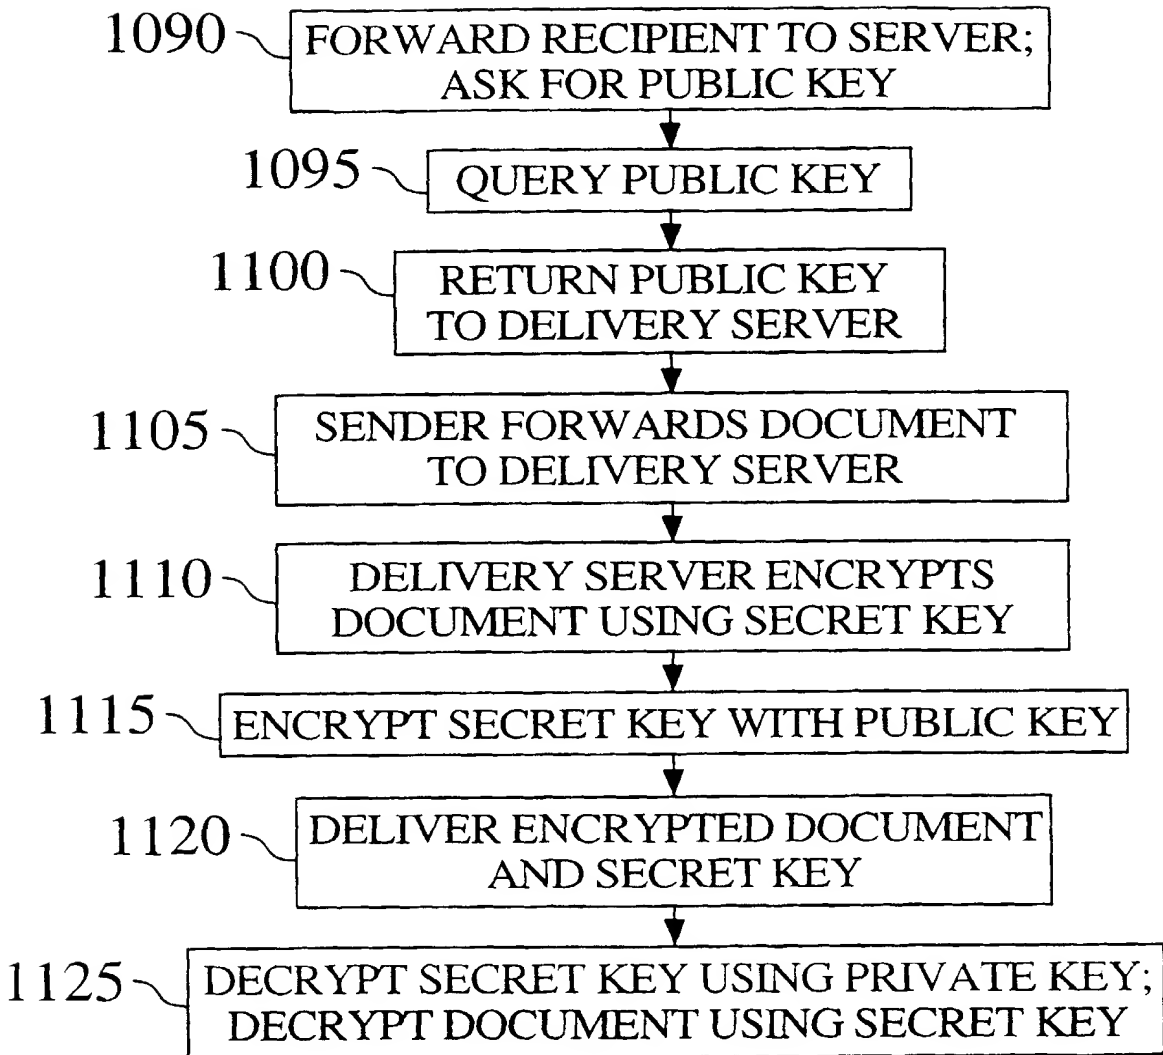 1090
FORWARD RECIPIENT TO SERVER;
ASK FOR PUBLIC KEY
1095
QUERY PUBLIC KEY
1100
RETURN PUBLIC KEY
TO DELIVERY SERVER
1105
SENDER FORWARDS DOCUMENT
TO DELIVERY SERVER
1110
DELIVERY SERVER ENCRYPTS
DOCUMENT USING SECRET KEY
1115
ENCRYPT SECRET KEY WITH PUBLIC KEY
1120
DELIVER ENCRYPTED DOCUMENT
AND SECRET KEY
1125
DECRYPT SECRET KEY USING PRIVATE KEY;
DECRYPT DOCUMENT USING SECRET KEY